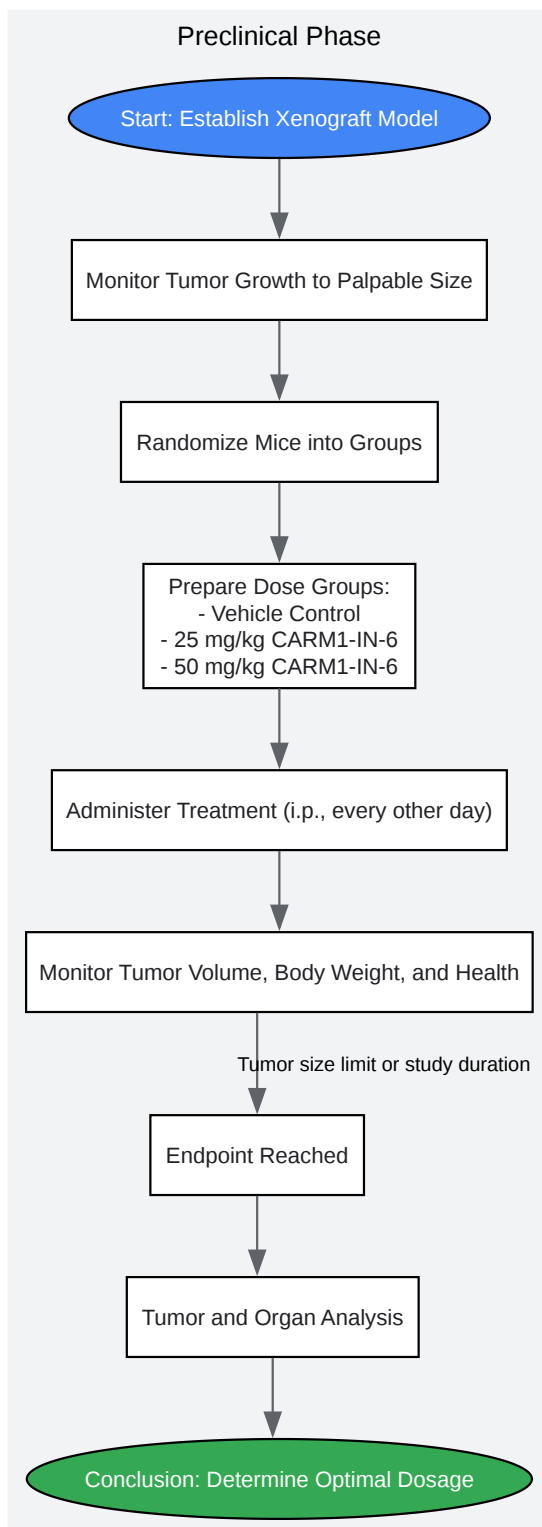 Preclinical Phase
Start: Establish Xenograft Model
Monitor Tumor Growth to Palpable Size
Randomize Mice into Groups
Prepare Dose Groups:
- Vehicle Control
- 25 mg/kg CARM1-IN-6
- 50 mg/kg CARM1-IN-6
Administer Treatment (i.p., every other day)
Monitor Tumor Volume, Body Weight, and Health
Tumor size limit or study duration
Endpoint Reached
Tumor and Organ Analysis
Conclusion: Determine Optimal Dosage